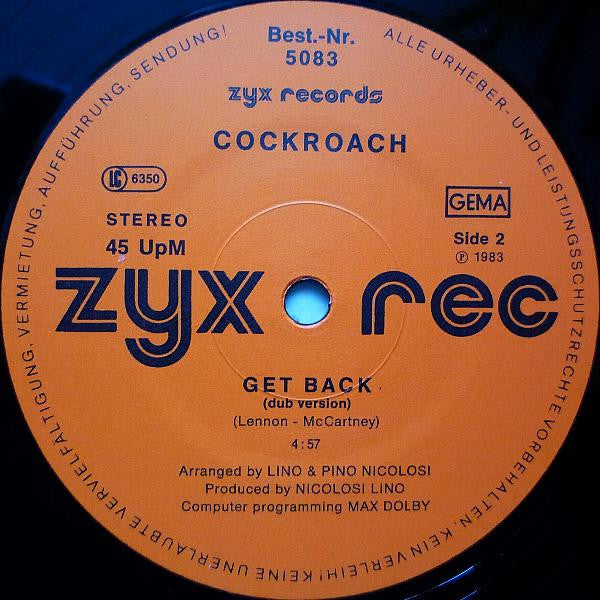 Best.-Nr.
5083
zyx records
COCKROACH
LC 6350
GEMA
STEREO
45 UpM
Side 2
℗ 1983
zyx rec
GET BACK
(dub version)
(Lennon - McCartney)
4:57
Arranged by LINO & PINO NICOLOSI
Produced by NICOLOSI LINO
Computer programming MAX DOLBY
ALLE URHEBER- UND LEISTUNGSSCHUTZRECHTE VORBEHALTEN. KEIN VERLEIH! KEINE UNERLAUBTE VERVIELFÄLTIGUNG, VERMIETUNG, AUFFÜHRUNG, SENDUNG!